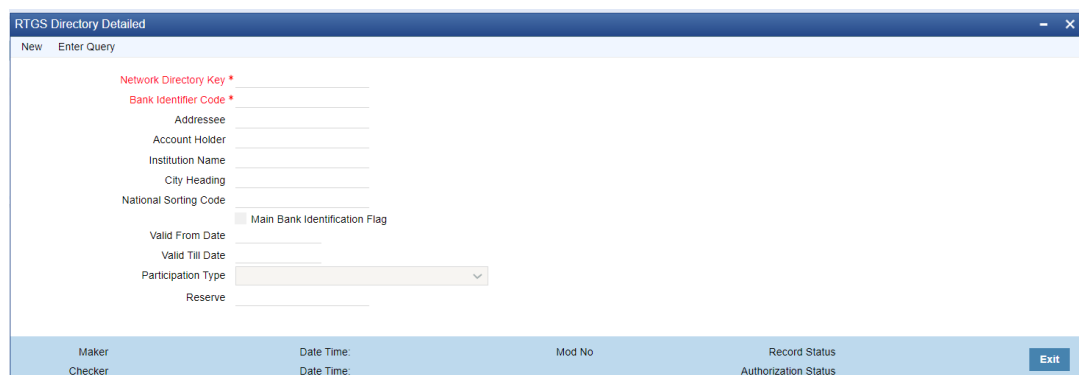 RTGS Directory Detailed
New Enter Query
Network Directory Key *
Bank Identifier Code *
Addressee
Account Holder
Institution Name
City Heading
National Sorting Code
Main Bank Identification Flag
Valid From Date
Valid Till Date
Participation Type
Reserve
Maker Date Time: Mod No Record Status
Exit
Checker Date Time: Authorization Status